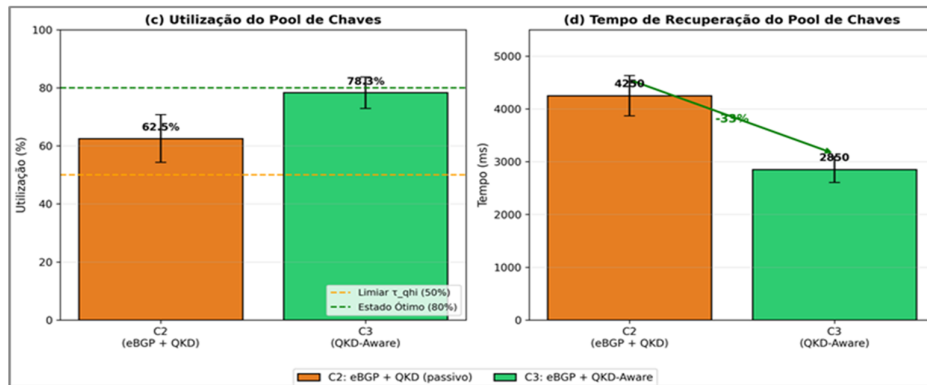 (c) Utilização do Pool de Chaves
100
80
60
40
20
0
Utilização (%)
62.5%
78.3%
Limiar τ_qhi (50%)
Estado Ótimo (80%)
C2
(eBGP + QKD)
C3
(QKD-Aware)
(d) Tempo de Recuperação do Pool de Chaves
5000
4000
3000
2000
1000
0
Tempo (ms)
4250
-33%
2850
C2
(eBGP + QKD)
C3
(QKD-Aware)
C2: eBGP + QKD (passivo)
C3: eBGP + QKD-Aware